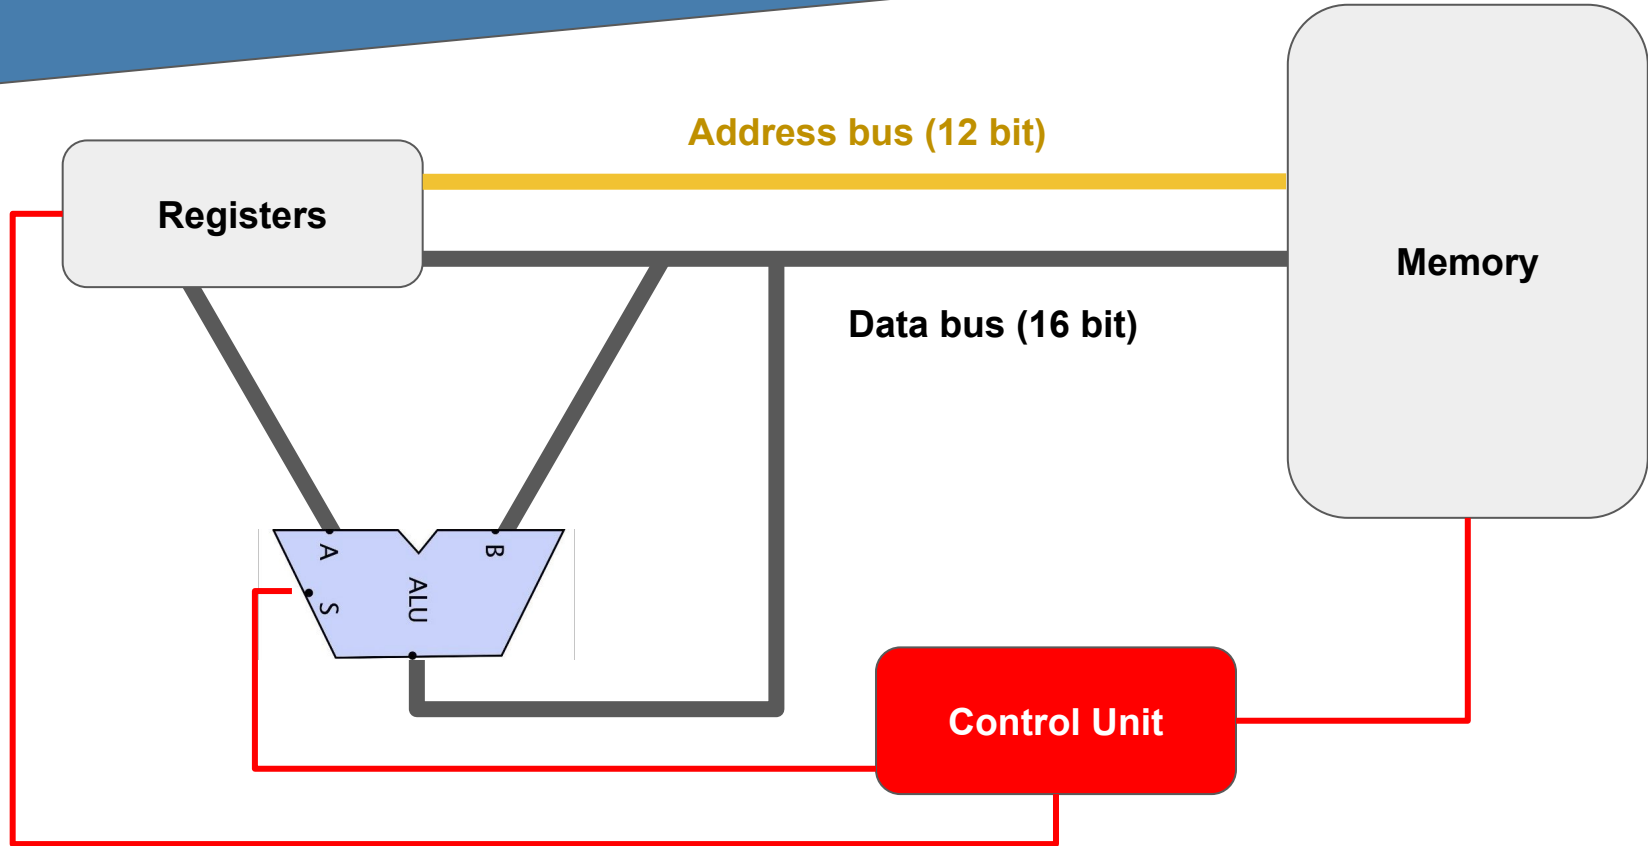 Address bus (12 bit)
Registers
Memory
Data bus (16 bit)
A
B
ALU
S
Control Unit